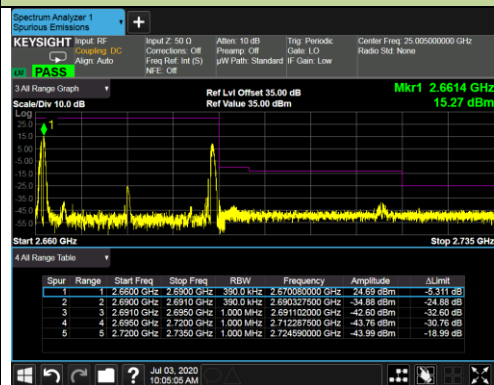 Spectrum Analyzer 1
Spurious Emissions
KEYSIGHT Input: RF Input Z: 50 Ω Atten: 10 dB Trig: Periodic Center Freq: 25.005000000 GHz
Coupling: DC Corrections: Off Preamp: Off Gate: LO Radio Std: None
Align: Auto Freq Ref: Int (S) µW Path: Standard IF Gain: Low
NFE: Off
PASS
3 All Range Graph
Ref Lvl Offset 35.00 dB Mkr1 2.6614 GHz
Scale/Div 10.0 dB Ref Value 35.00 dBm 15.27 dBm
Log
25.0
15.0
5.00
-5.00
-15.0
-25.0
-35.0
-45.0
-55.0
1
Start 2.660 GHz Stop 2.735 GHz
4 All Range Table
Spur Range Start Freq Stop Freq RBW Frequency Amplitude ΔLimit
1 1 2.6600 GHz 2.6900 GHz 390.0 kHz 2.670080000 GHz 24.69 dBm -5.311 dB
2 2 2.6900 GHz 2.6910 GHz 390.0 kHz 2.690327500 GHz -34.88 dBm -24.88 dB
3 3 2.6910 GHz 2.6950 GHz 1.000 MHz 2.691102000 GHz -42.60 dBm -32.60 dB
4 4 2.6950 GHz 2.7200 GHz 1.000 MHz 2.712287500 GHz -43.76 dBm -30.76 dB
5 5 2.7200 GHz 2.7350 GHz 1.000 MHz 2.724590000 GHz -43.99 dBm -18.99 dB
Jul 03, 2020
10:05:05 AM